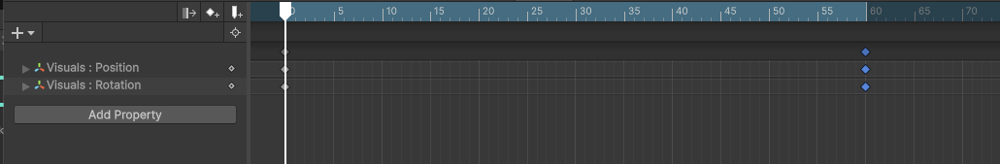 0 5 10 15 20 25 30 35 40 45 50 55 60 65 70
Visuals : Position
Visuals : Rotation
Add Property